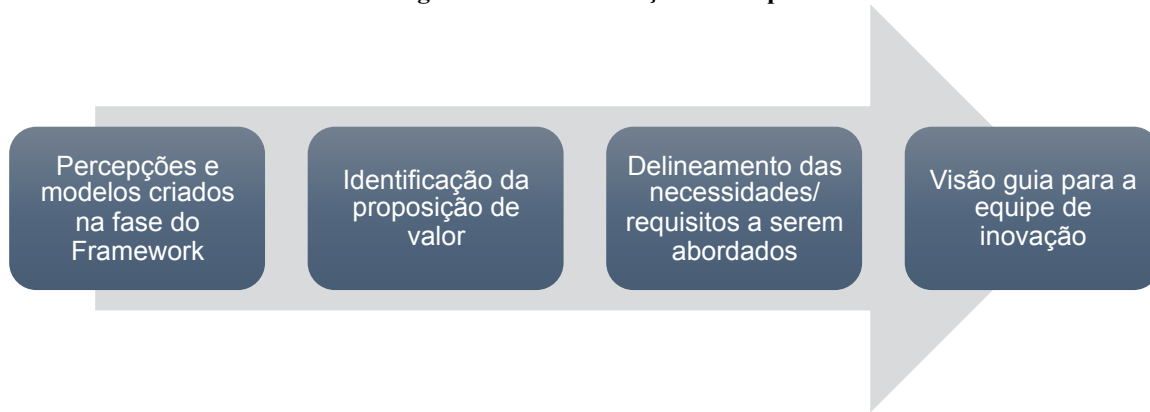 Percepções e
modelos criados
na fase do
Framework
Identificação da
proposição de
valor
Delineamento das
necessidades/
requisitos a serem
abordados
Visão guia para a
equipe de
inovação